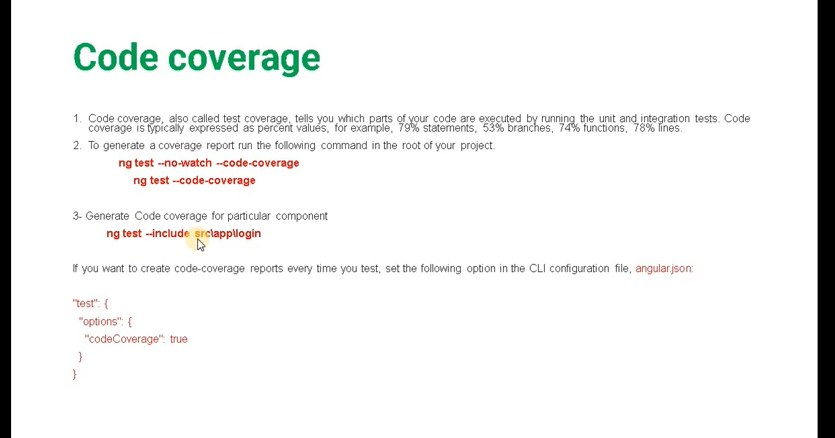 Code coverage
1. Code coverage, also called test coverage, tells you which parts of your code are executed by running the unit and integration tests. Code
coverage is typically expressed as percent values, for example, 79% statements, 53% branches, 74% functions, 78% lines.
2. To generate a coverage report run the following command in the root of your project.
ng test --no-watch --code-coverage
ng test --code-coverage
3- Generate Code coverage for particular component
ng test --include src\app\login
If you want to create code-coverage reports every time you test, set the following option in the CLI configuration file, angular.json:
"test": {
"options": {
"codeCoverage": true
}
}